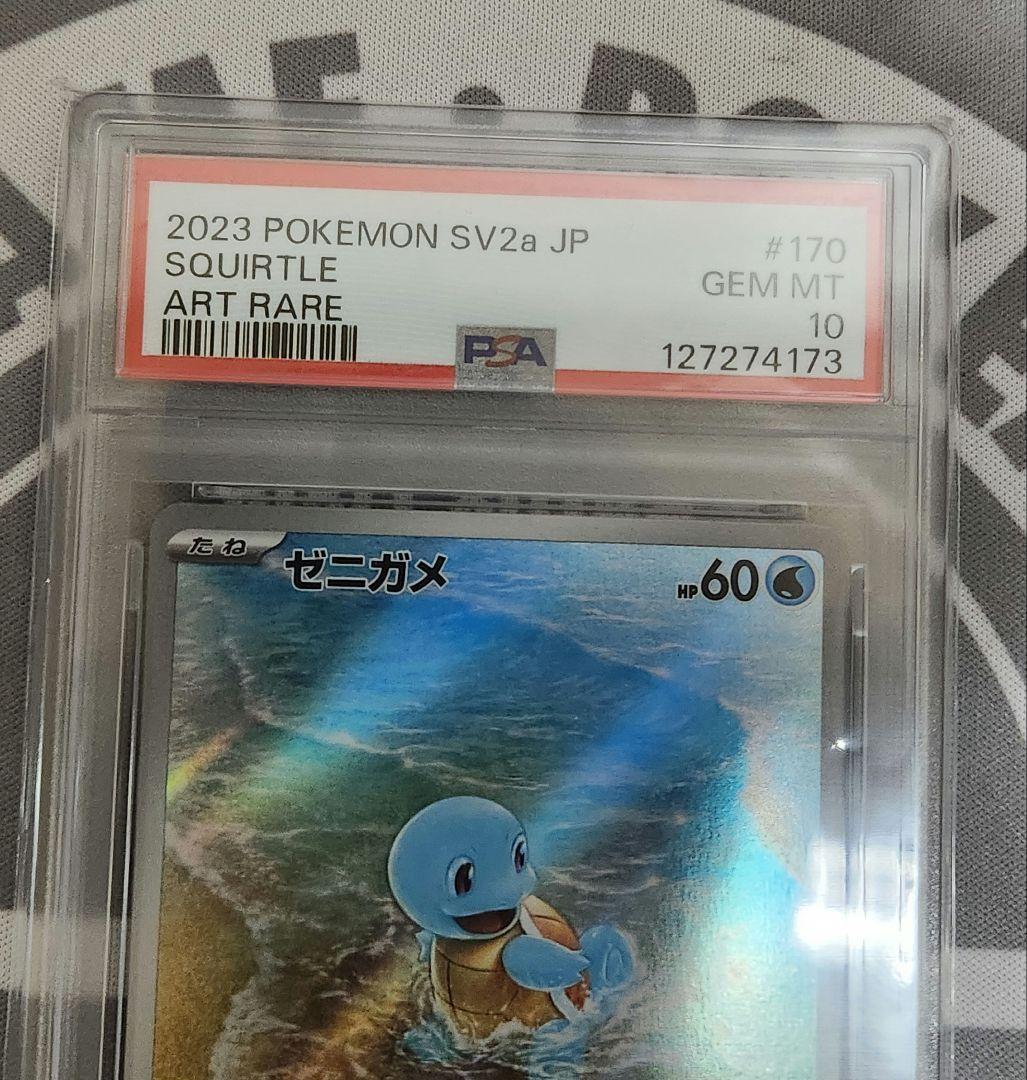 2023 POKEMON SV2a JP #170
SQUIRTLE GEM MT
ART RARE 10
PSA 127274173
たね ゼニガメ HP60